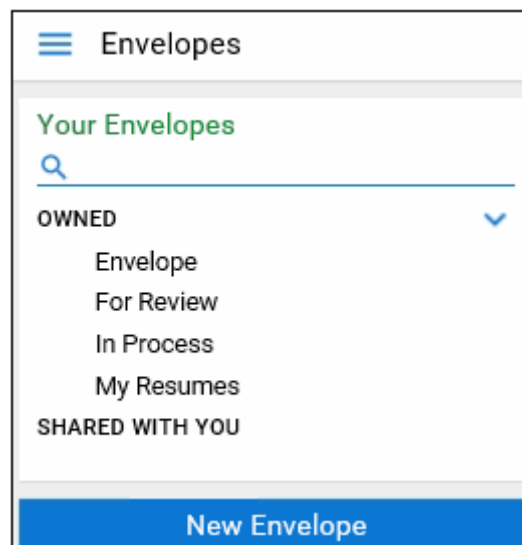 Envelopes
Your Envelopes
OWNED
Envelope
For Review
In Process
My Resumes
SHARED WITH YOU
New Envelope